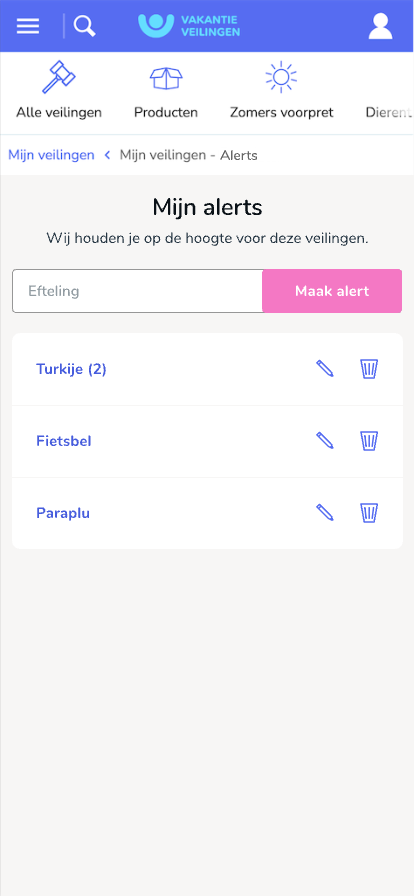 VAKANTIE
VEILINGEN
Alle veilingen Producten Zomers voorpret Dierent
Mijn veilingen < Mijn veilingen - Alerts
Mijn alerts
Wij houden je op de hoogte voor deze veilingen.
Efteling Maak alert
Turkije (2)
Fietsbel
Paraplu